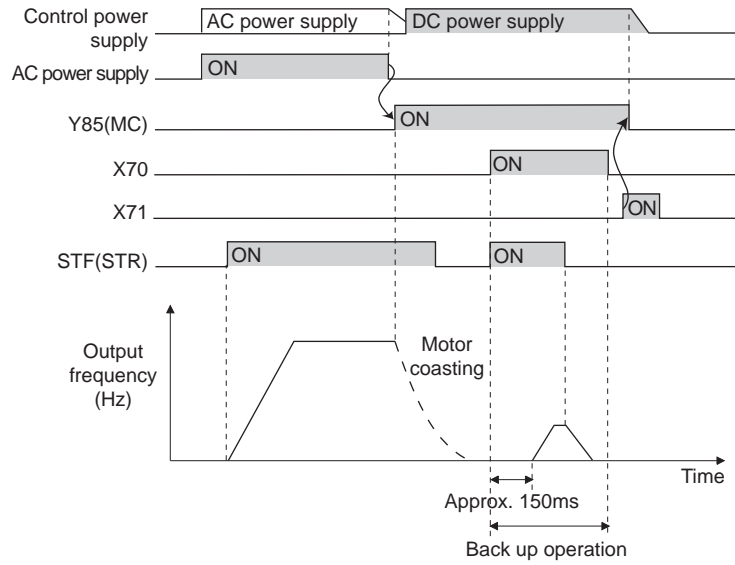 Control power
supply
AC power supply
DC power supply
AC power supply
ON
Y85(MC)
ON
X70
ON
X71
ON
STF(STR)
ON
ON
Output
frequency
(Hz)
Motor
coasting
Time
Approx. 150ms
Back up operation